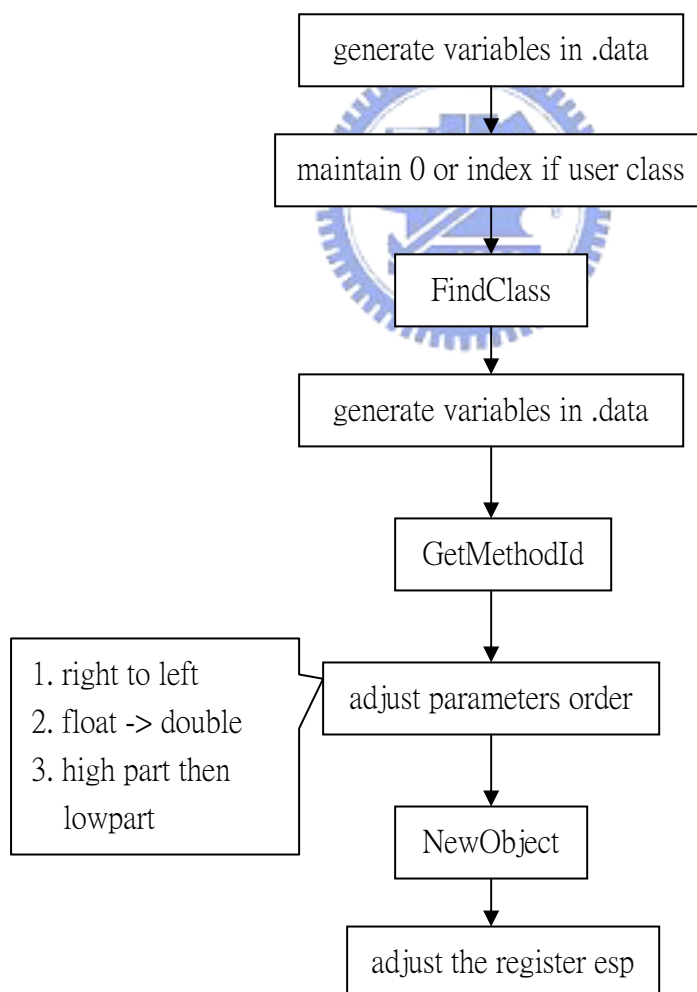 generate variables in .data
maintain 0 or index if user class
FindClass
generate variables in .data
GetMethodId
1. right to left
2. float -> double
3. high part then
lowpart
adjust parameters order
NewObject
adjust the register esp